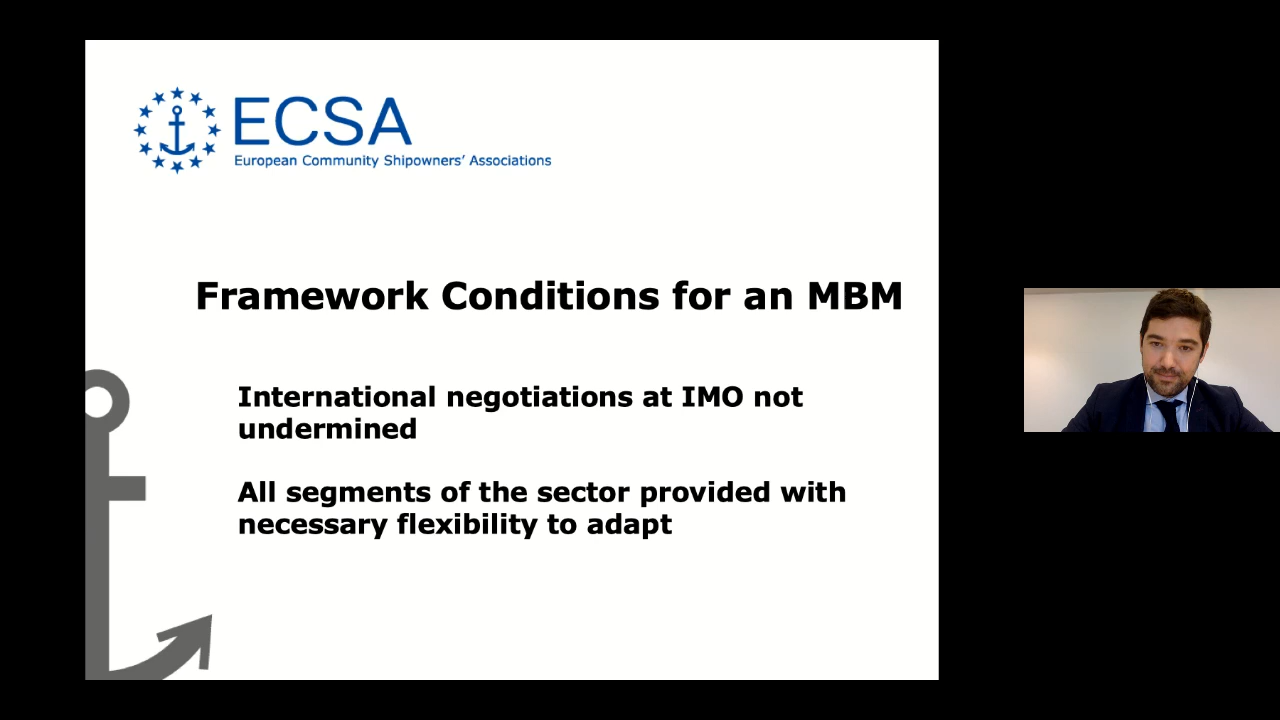 ECSA
European Community Shipowners’ Associations
Framework Conditions for an MBM
International negotiations at IMO not
undermined
All segments of the sector provided with
necessary flexibility to adapt